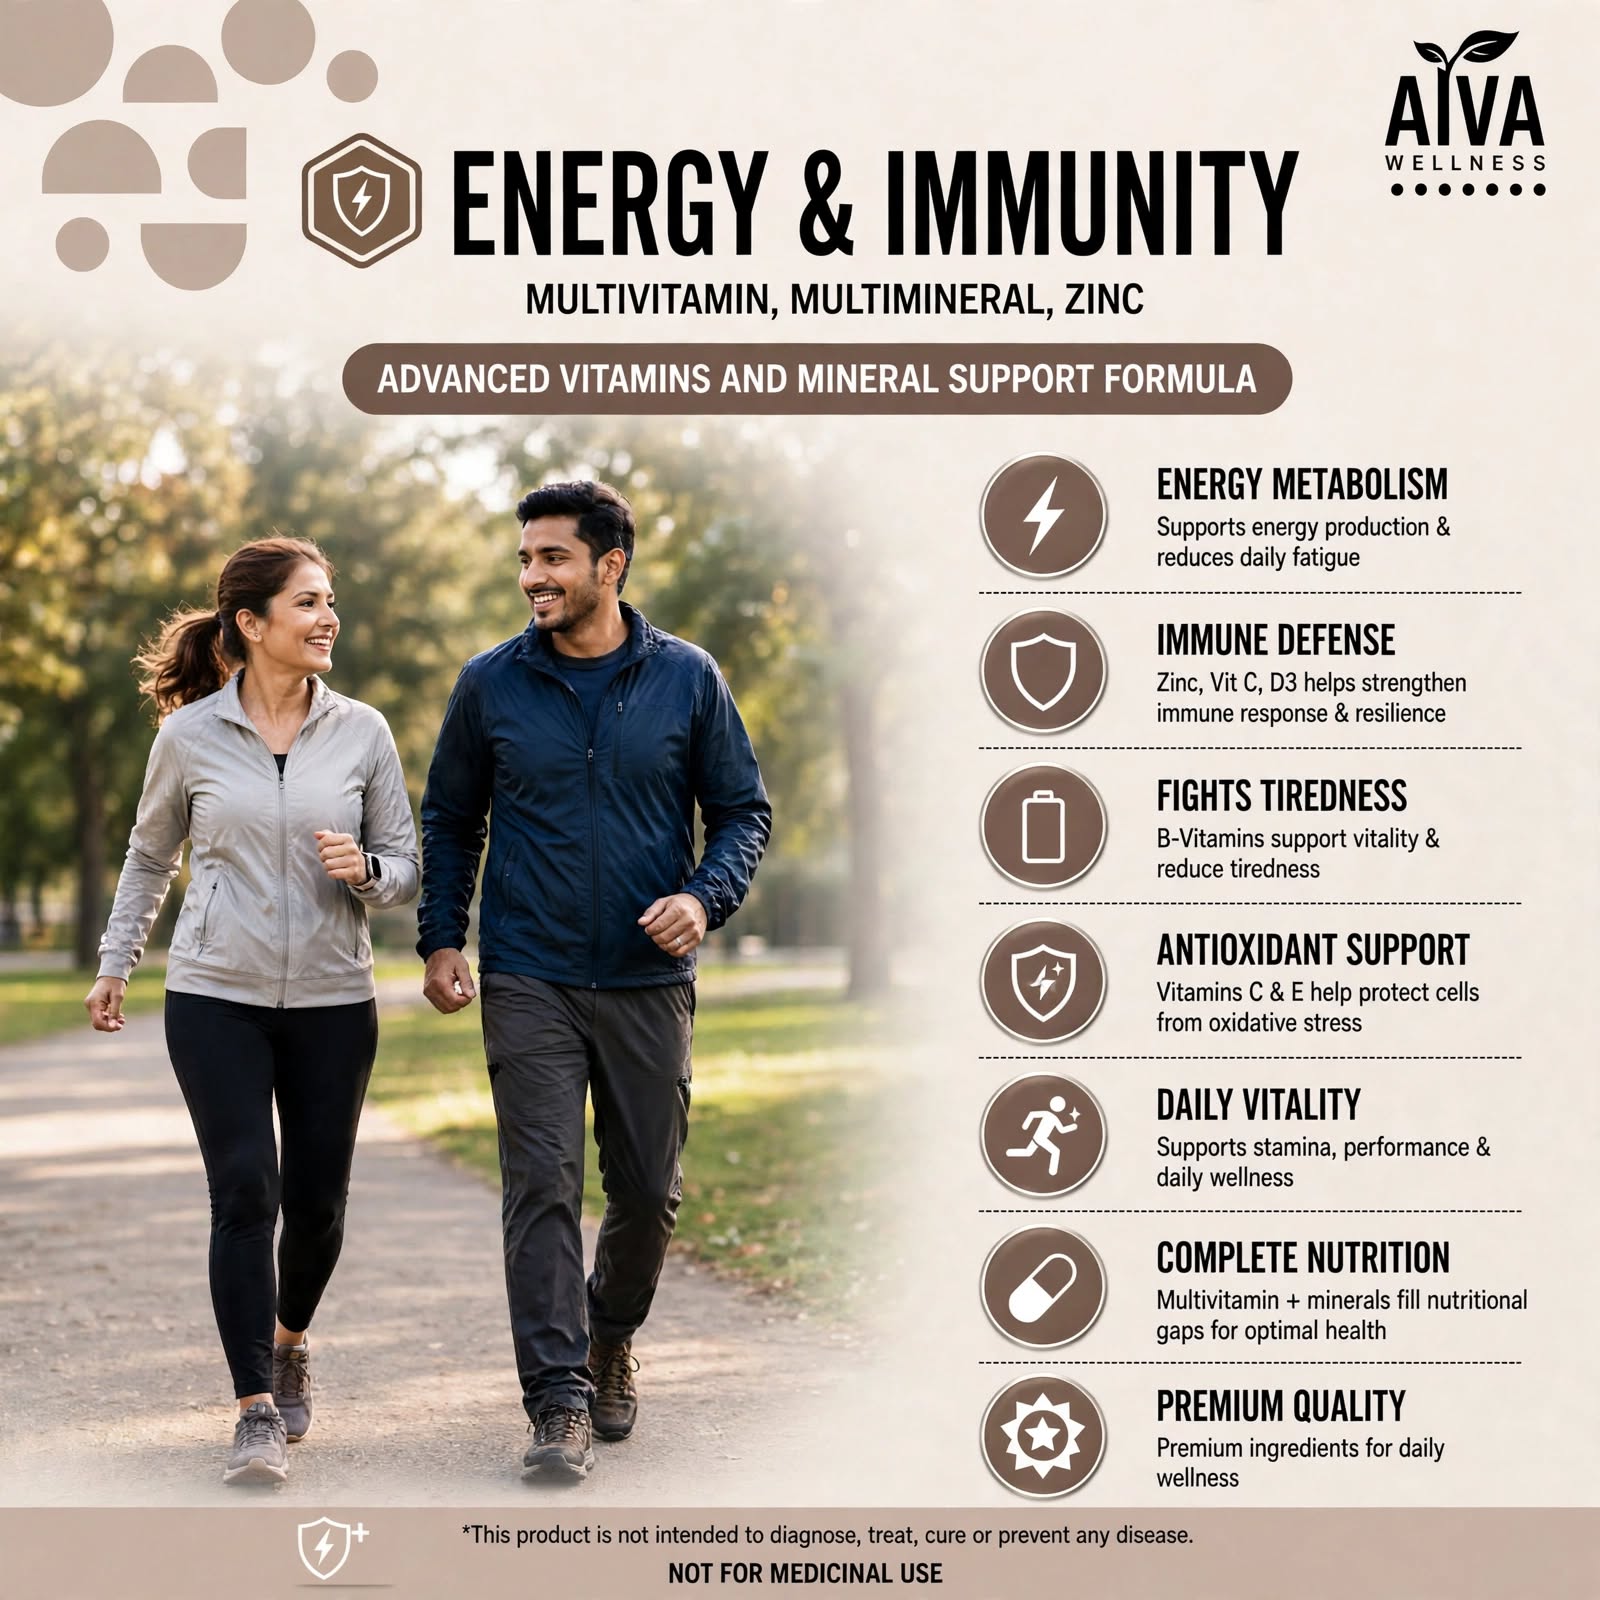 AIVA
WELLNESS
ENERGY & IMMUNITY
MULTIVITAMIN, MULTIMINERAL, ZINC
ADVANCED VITAMINS AND MINERAL SUPPORT FORMULA
ENERGY METABOLISM
Supports energy production &
reduces daily fatigue
IMMUNE DEFENSE
Zinc, Vit C, D3 helps strengthen
immune response & resilience
FIGHTS TIREDNESS
B-Vitamins support vitality &
reduce tiredness
ANTIOXIDANT SUPPORT
Vitamins C & E help protect cells
from oxidative stress
DAILY VITALITY
Supports stamina, performance &
daily wellness
COMPLETE NUTRITION
Multivitamin + minerals fill nutritional
gaps for optimal health
PREMIUM QUALITY
Premium ingredients for daily
wellness
*This product is not intended to diagnose, treat, cure or prevent any disease.
NOT FOR MEDICINAL USE